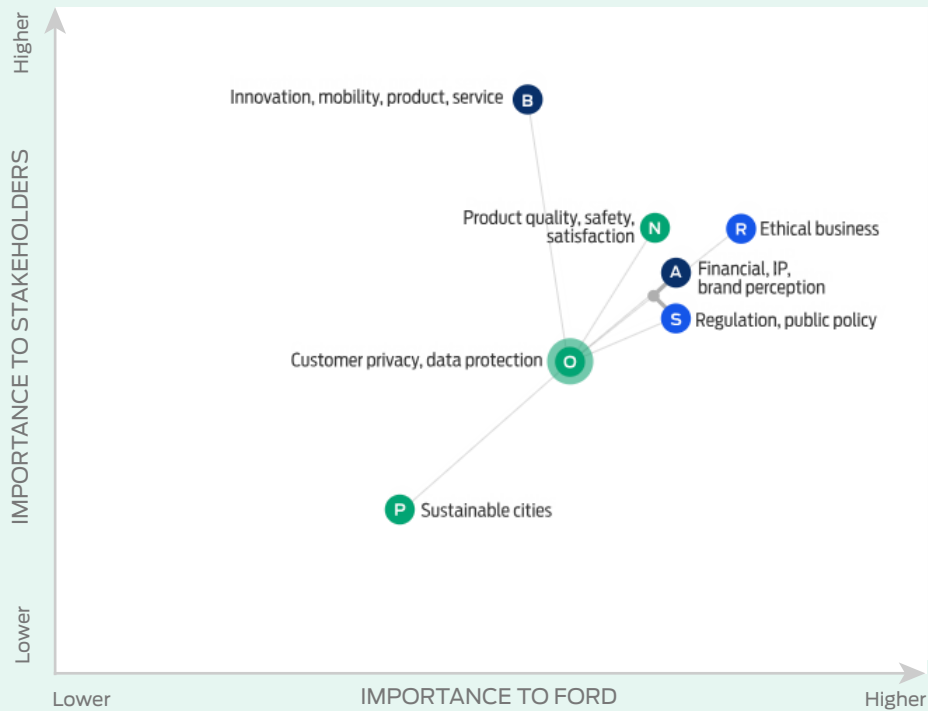 Higher
IMPORTANCE TO STAKEHOLDERS
Lower
Innovation, mobility, product, service
B
Product quality, safety,
satisfaction
N
R
Ethical business
A
Financial, IP,
brand perception
S
Regulation, public policy
Customer privacy, data protection
O
P
Sustainable cities
Lower
IMPORTANCE TO FORD
Higher